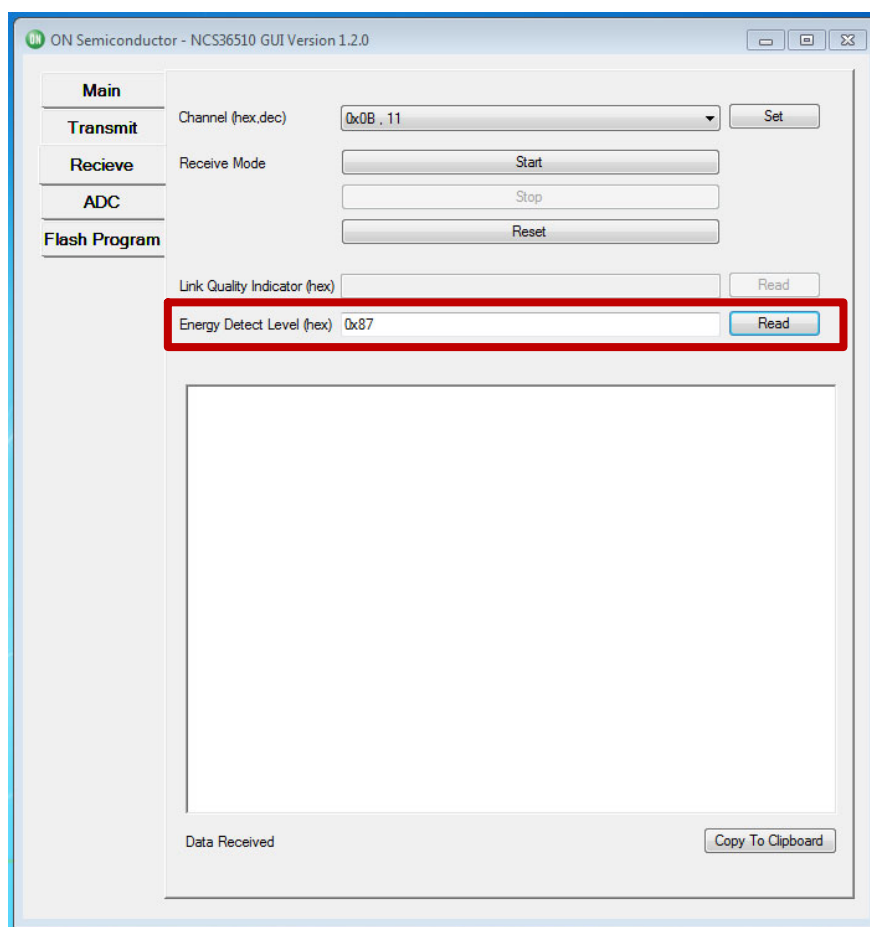 ON ON Semiconductor - NCS36510 GUI Version 1.2.0
Main
Transmit
Recieve
ADC
Flash Program
Channel (hex,dec) 0x0B , 11 Set
Receive Mode Start
Stop
Reset
Link Quality Indicator (hex) Read
Energy Detect Level (hex) 0x87 Read
Data Received Copy To Clipboard